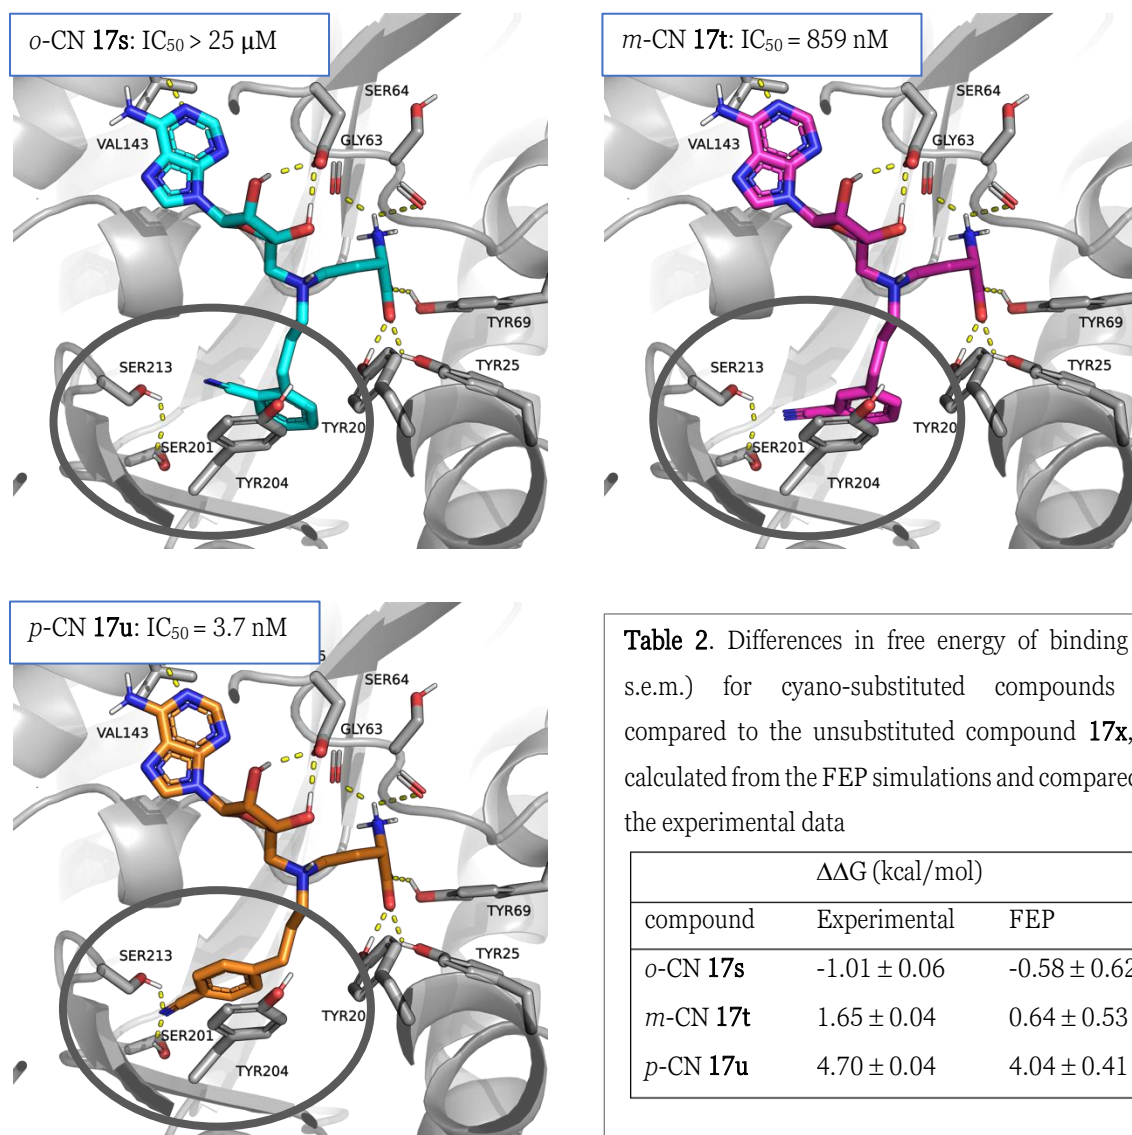 o-CN 17s: IC50 > 25 μM
SER64
VAL143
GLY63
TYR69
SER213
TYR25
SER201
TYR20
TYR204
m-CN 17t: IC50 = 859 nM
SER64
VAL143
GLY63
TYR69
SER213
TYR25
SER201
TYR20
TYR204
p-CN 17u: IC50 = 3.7 nM
SER64
VAL143
GLY63
TYR69
SER213
TYR25
SER201
TYR20
TYR204
Table 2. Differences in free energy of binding
s.e.m.) for cyano-substituted compounds
compared to the unsubstituted compound 17x,
calculated from the FEP simulations and compared
the experimental data
ΔΔG (kcal/mol)
compound Experimental FEP
o-CN 17s -1.01 ± 0.06 -0.58 ± 0.62
m-CN 17t 1.65 ± 0.04 0.64 ± 0.53
p-CN 17u 4.70 ± 0.04 4.04 ± 0.41